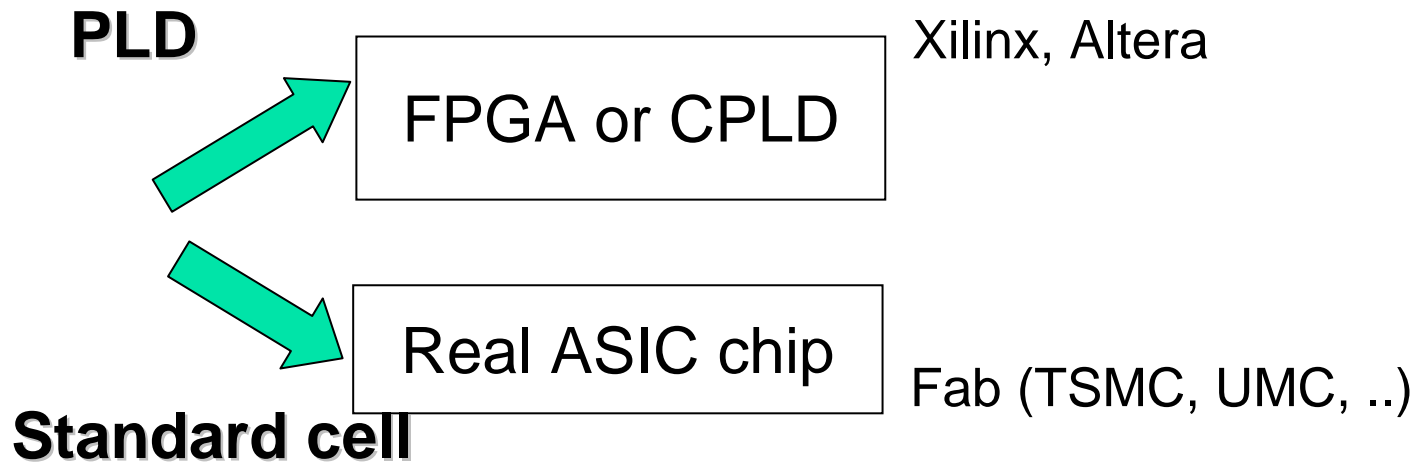 PLD
Xilinx, Altera
FPGA or CPLD
Real ASIC chip
Fab (TSMC, UMC, ..)
Standard cell